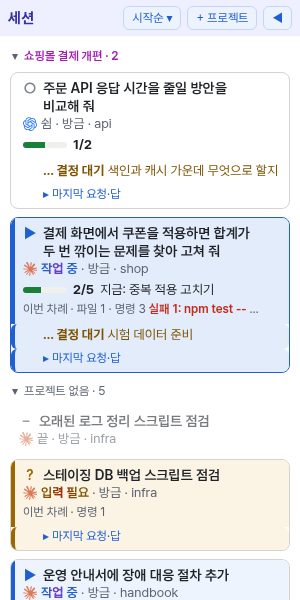 세션
시작순 ▾
+ 프로젝트
◀
▾ 쇼핑몰 결제 개편 · 2
주문 API 응답 시간을 줄일 방안을
비교해 줘
쉼 · 방금 · api
1/2
... 결정 대기 색인과 캐시 가운데 무엇으로 할지
▸ 마지막 요청·답
▶ 결제 화면에서 쿠폰을 적용하면 합계가
두 번 깎이는 문제를 찾아 고쳐 줘
작업 중 · 방금 · shop
2/5 지금: 중복 적용 고치기
이번 차례 · 파일 1 · 명령 3 실패 1: npm test -- ...
... 결정 대기 시험 데이터 준비
▸ 마지막 요청·답
▾ 프로젝트 없음 · 5
– 오래된 로그 정리 스크립트 점검
끝 · 방금 · infra
? 스테이징 DB 백업 스크립트 점검
입력 필요 · 방금 · infra
이번 차례 · 명령 1
▸ 마지막 요청·답
▶ 운영 안내서에 장애 대응 절차 추가
작업 중 · 방금 · handbook